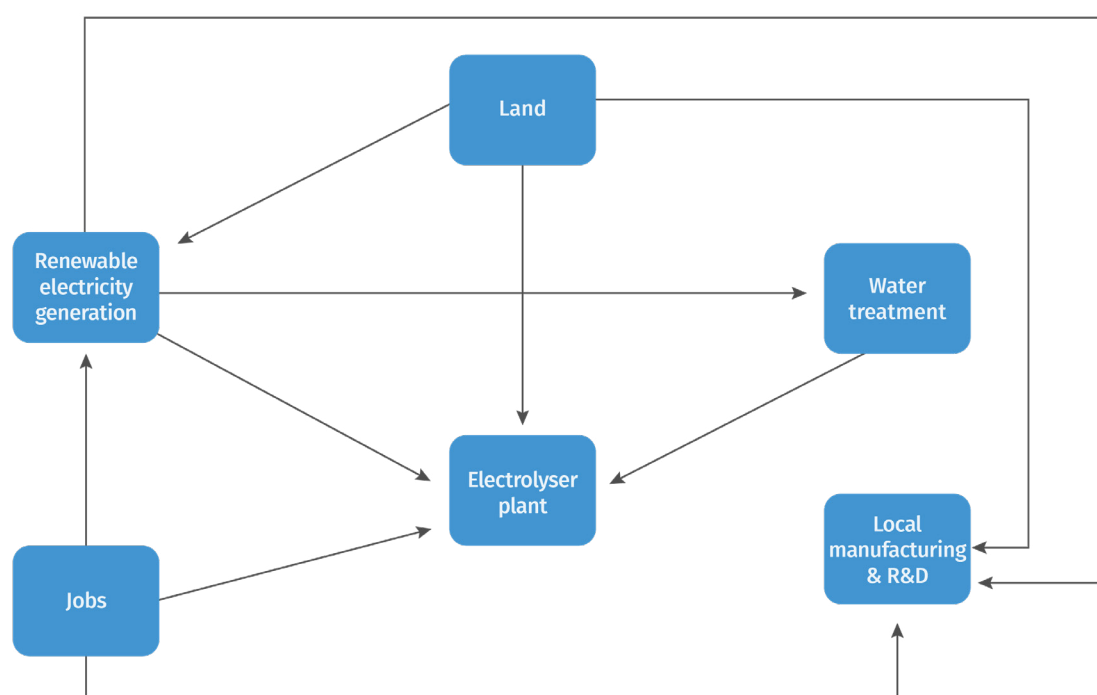 Land
Renewable
electricity
generation
Water
treatment
Electrolyser
plant
Local
manufacturing
& R&D
Jobs